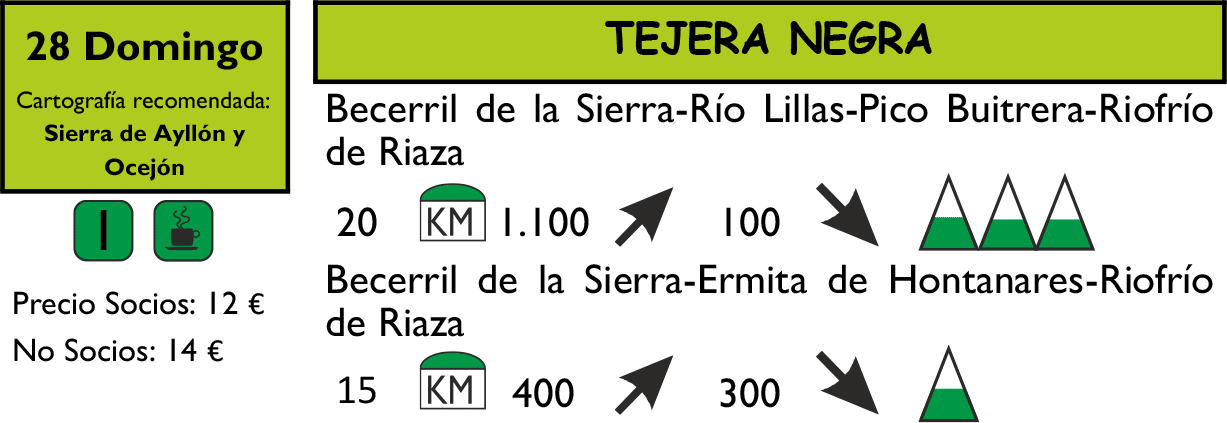 28 Domingo
Cartografía recomendada:
Sierra de Ayllón y
Ocejón
I
Precio Socios: 12 €
No Socios: 14 €
TEJERA NEGRA
Becerril de la Sierra-Río Lillas-Pico Buitrera-Riofrío
de Riaza
20 KM 1.100 100
Becerril de la Sierra-Ermita de Hontanares-Riofrío
de Riaza
15 KM 400 300